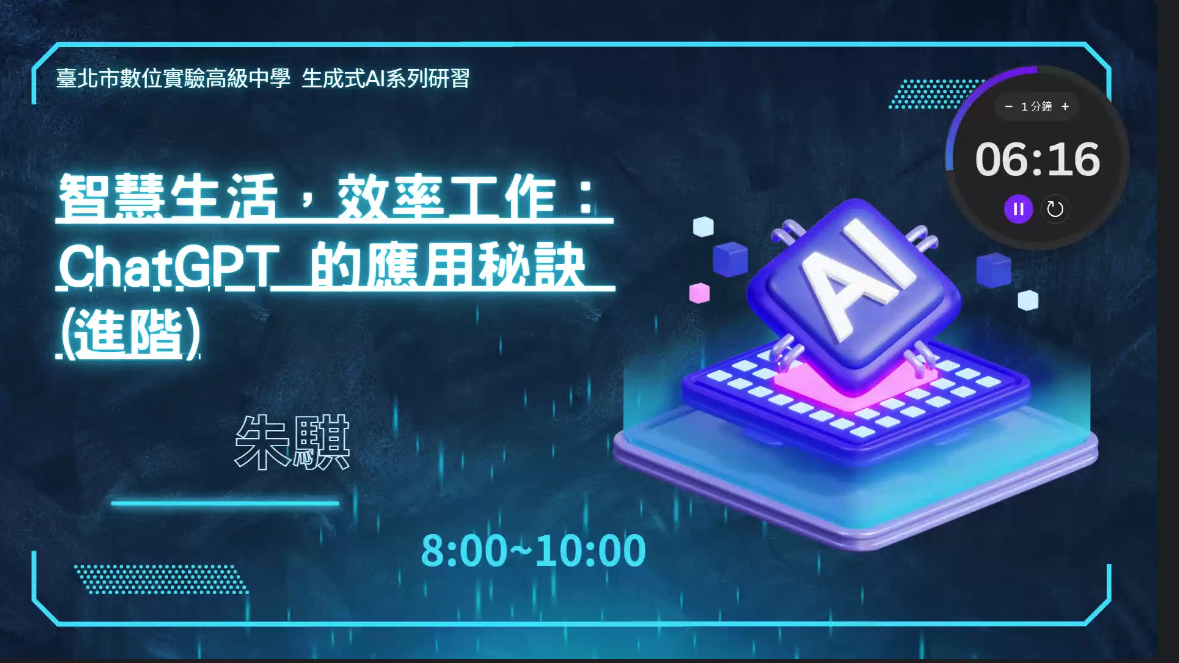 臺北市數位實驗高級中學 生成式AI系列研習
− 1 分鐘 +
06:16
智慧生活，效率工作：
ChatGPT 的應用秘訣
(進階)
AI
朱騏
8:00~10:00